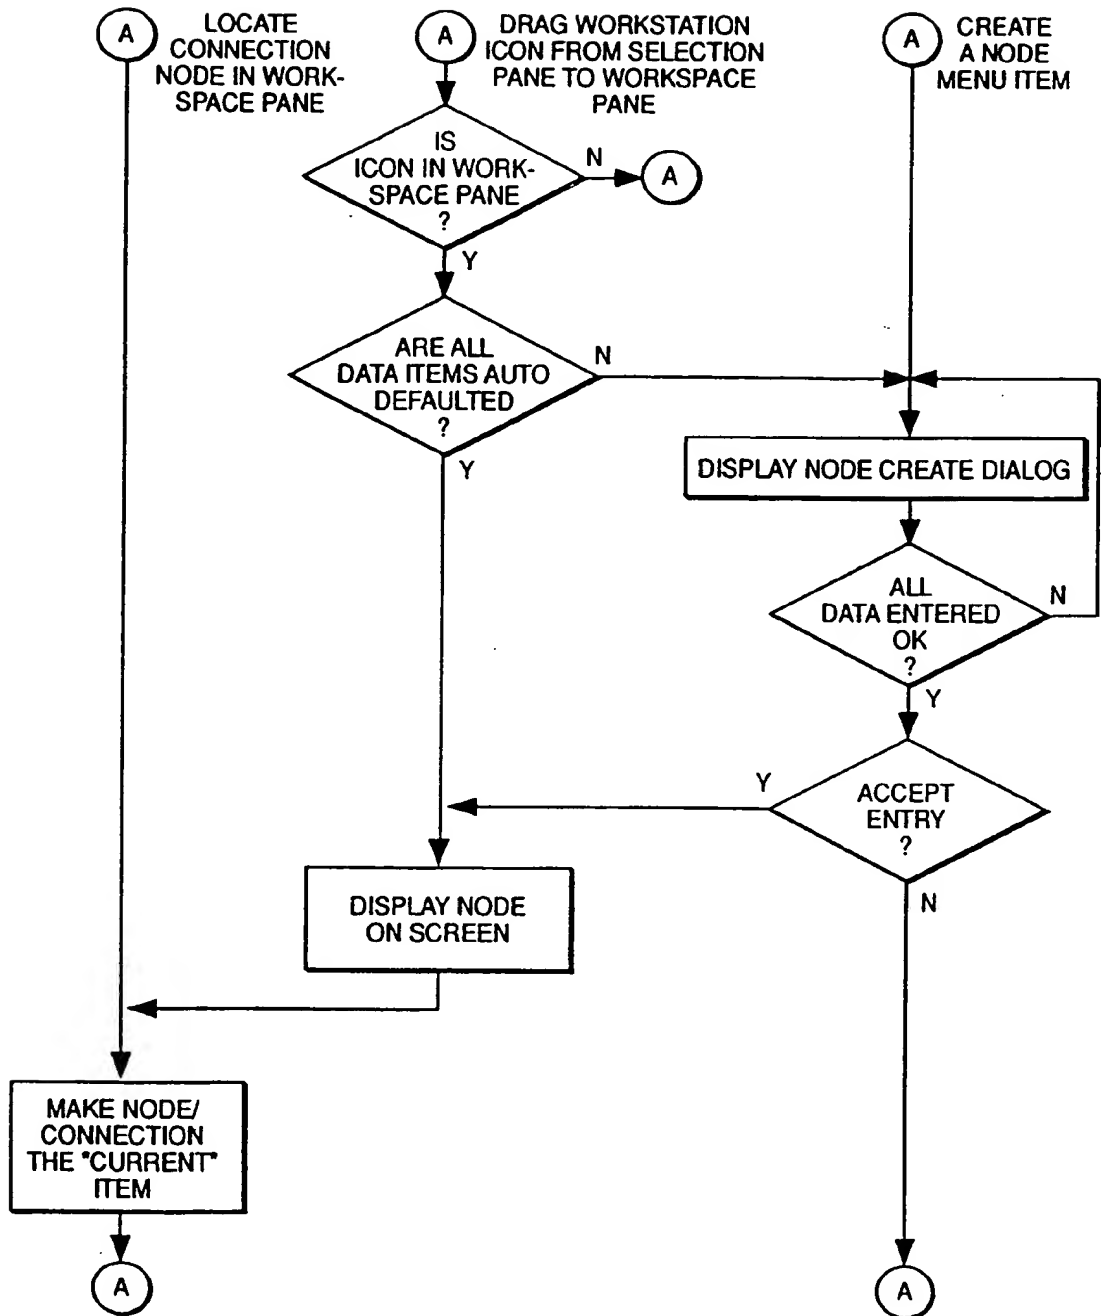 A
LOCATE
CONNECTION
NODE IN WORK-
SPACE PANE
A
DRAG WORKSTATION
ICON FROM SELECTION
PANE TO WORKSPACE
PANE
A
CREATE
A NODE
MENU ITEM
IS
ICON IN WORK-
SPACE PANE
?
N
A
Y
ARE ALL
DATA ITEMS AUTO
DEFAULTED
?
N
Y
DISPLAY NODE CREATE DIALOG
ALL
DATA ENTERED
OK
?
N
Y
ACCEPT
ENTRY
?
Y
N
DISPLAY NODE
ON SCREEN
MAKE NODE/
CONNECTION
THE "CURRENT"
ITEM
A
A